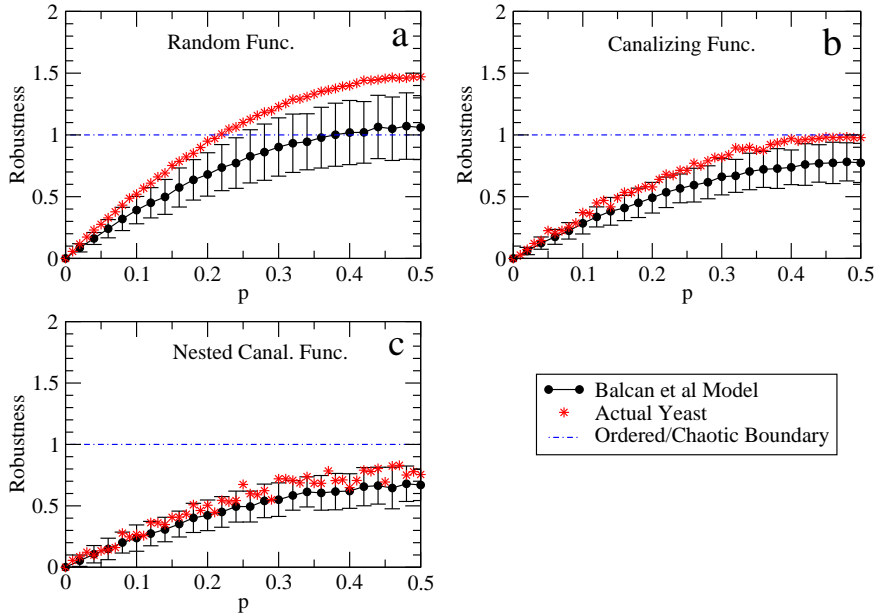 Random Func.
a
Robustness
2
1.5
1
0.5
0
0 0.1 0.2 0.3 0.4 0.5
p
Canalizing Func.
b
Robustness
2
1.5
1
0.5
0
0 0.1 0.2 0.3 0.4 0.5
p
Nested Canal. Func.
c
Robustness
2
1.5
1
0.5
0
0 0.1 0.2 0.3 0.4 0.5
p
Balcan et al Model
Actual Yeast
Ordered/Chaotic Boundary